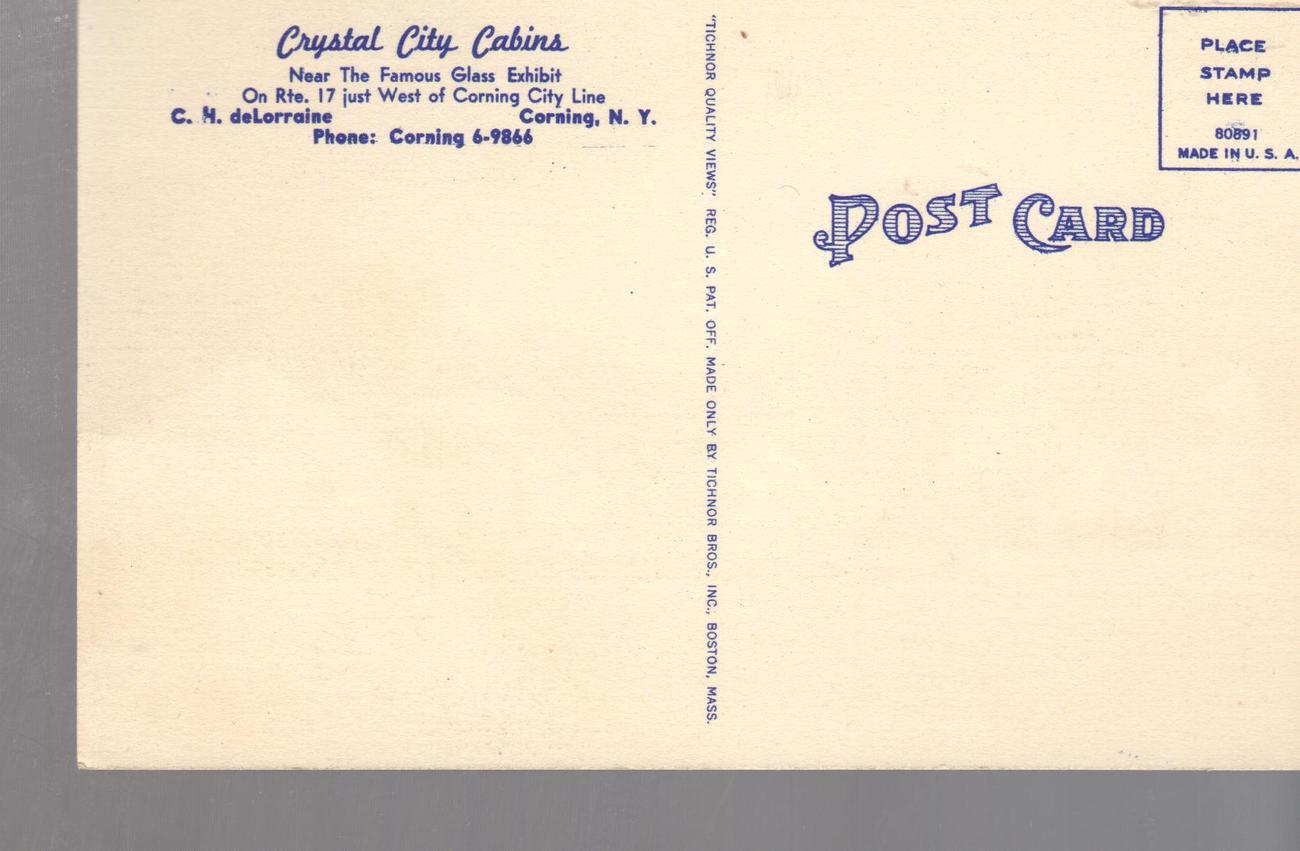 Crystal City Cabins
Near The Famous Glass Exhibit
On Rte. 17 just West of Corning City Line
C. H. deLorraine Corning, N. Y.
Phone: Corning 6-9866
"TICHNOR QUALITY VIEWS" REG. U. S. PAT. OFF. MADE ONLY BY TICHNOR BROS., INC., BOSTON, MASS.
PLACE
STAMP
HERE
80891
MADE IN U. S. A.
POST CARD